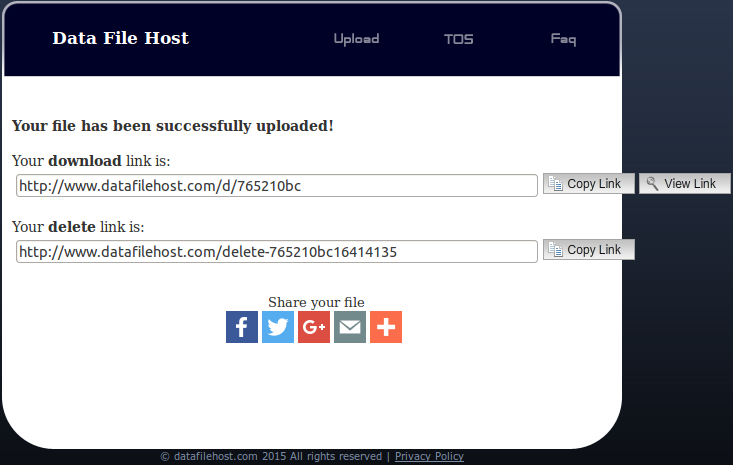 Data File Host Upload TOS Faq
Your file has been successfully uploaded!
Your download link is:
http://www.datafilehost.com/d/765210bc Copy Link View Link
Your delete link is:
http://www.datafilehost.com/delete-765210bc16414135 Copy Link
Share your file
f G+
© datafilehost.com 2015 All rights reserved | Privacy Policy